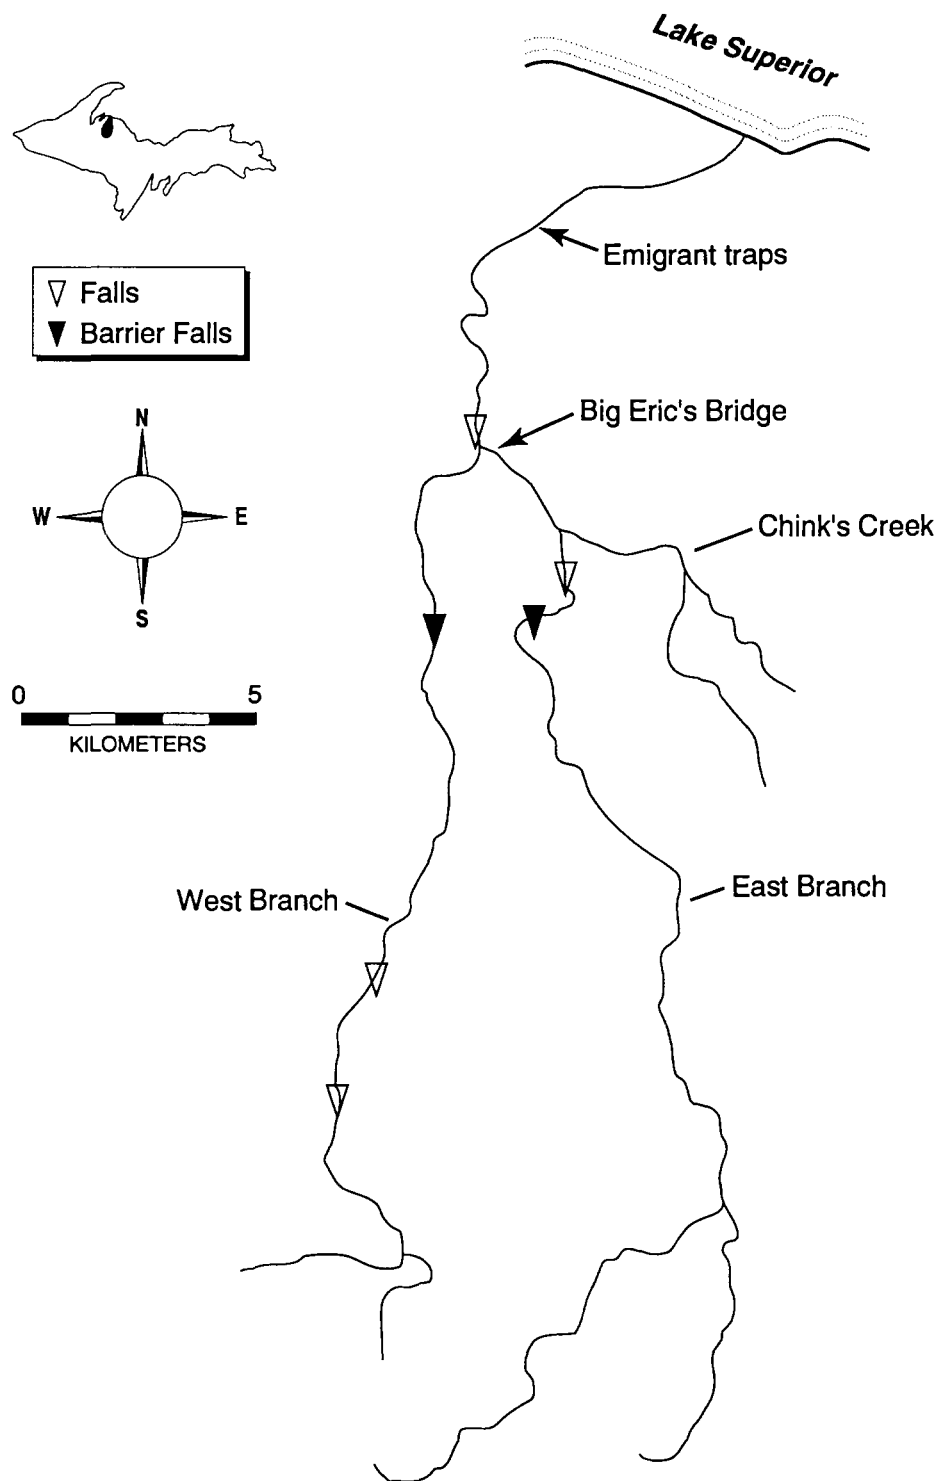 Lake Superior
Emigrant traps
Falls
Barrier Falls
Big Eric's Bridge
N
W
E
S
Chink's Creek
0
5
KILOMETERS
West Branch
East Branch